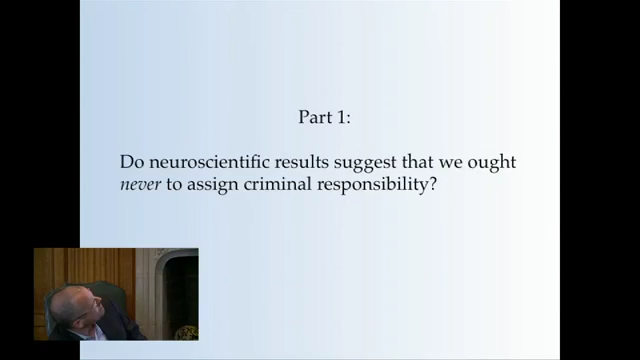 Part 1:
Do neuroscientific results suggest that we ought
never to assign criminal responsibility?